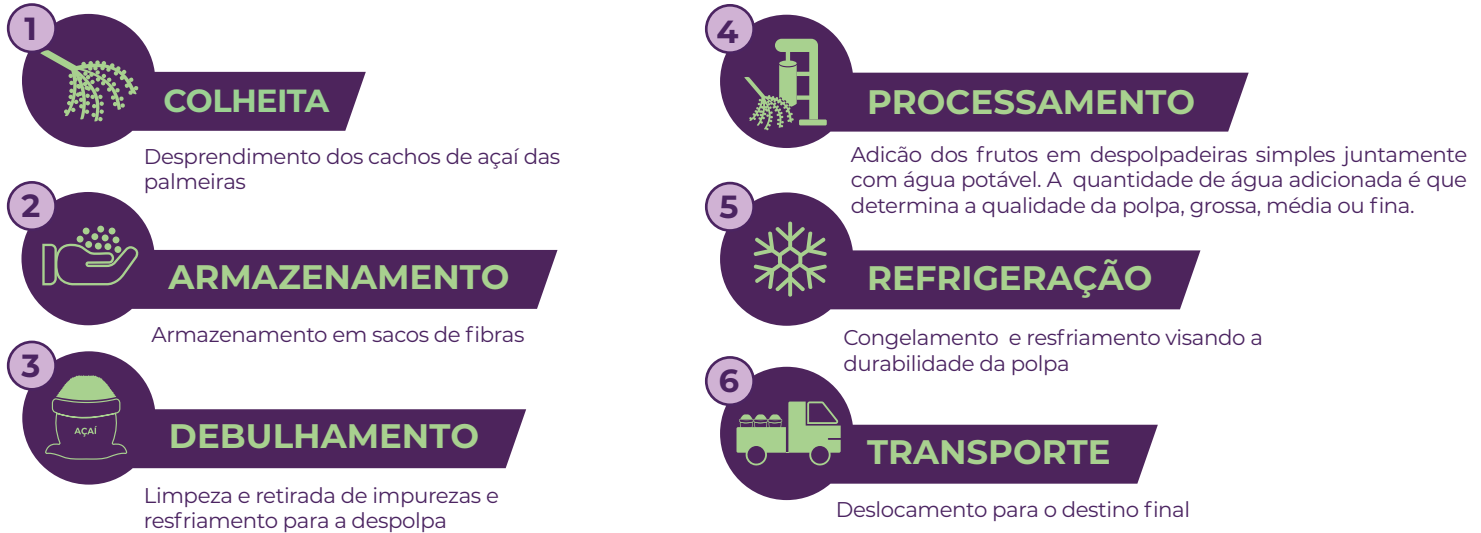 1
COLHEITA
Desprendimento dos cachos de açaí das
palmeiras
2
ARMAZENAMENTO
Armazenamento em sacos de fibras
3
AÇAÍ
DEBULHAMENTO
Limpeza e retirada de impurezas e
resfriamento para a despolpa
4
PROCESSAMENTO
Adicão dos frutos em despolpadeiras simples juntamente
com água potável. A quantidade de água adicionada é que
determina a qualidade da polpa, grossa, média ou fina.
5
REFRIGERAÇÃO
Congelamento e resfriamento visando a
durabilidade da polpa
6
TRANSPORTE
Deslocamento para o destino final